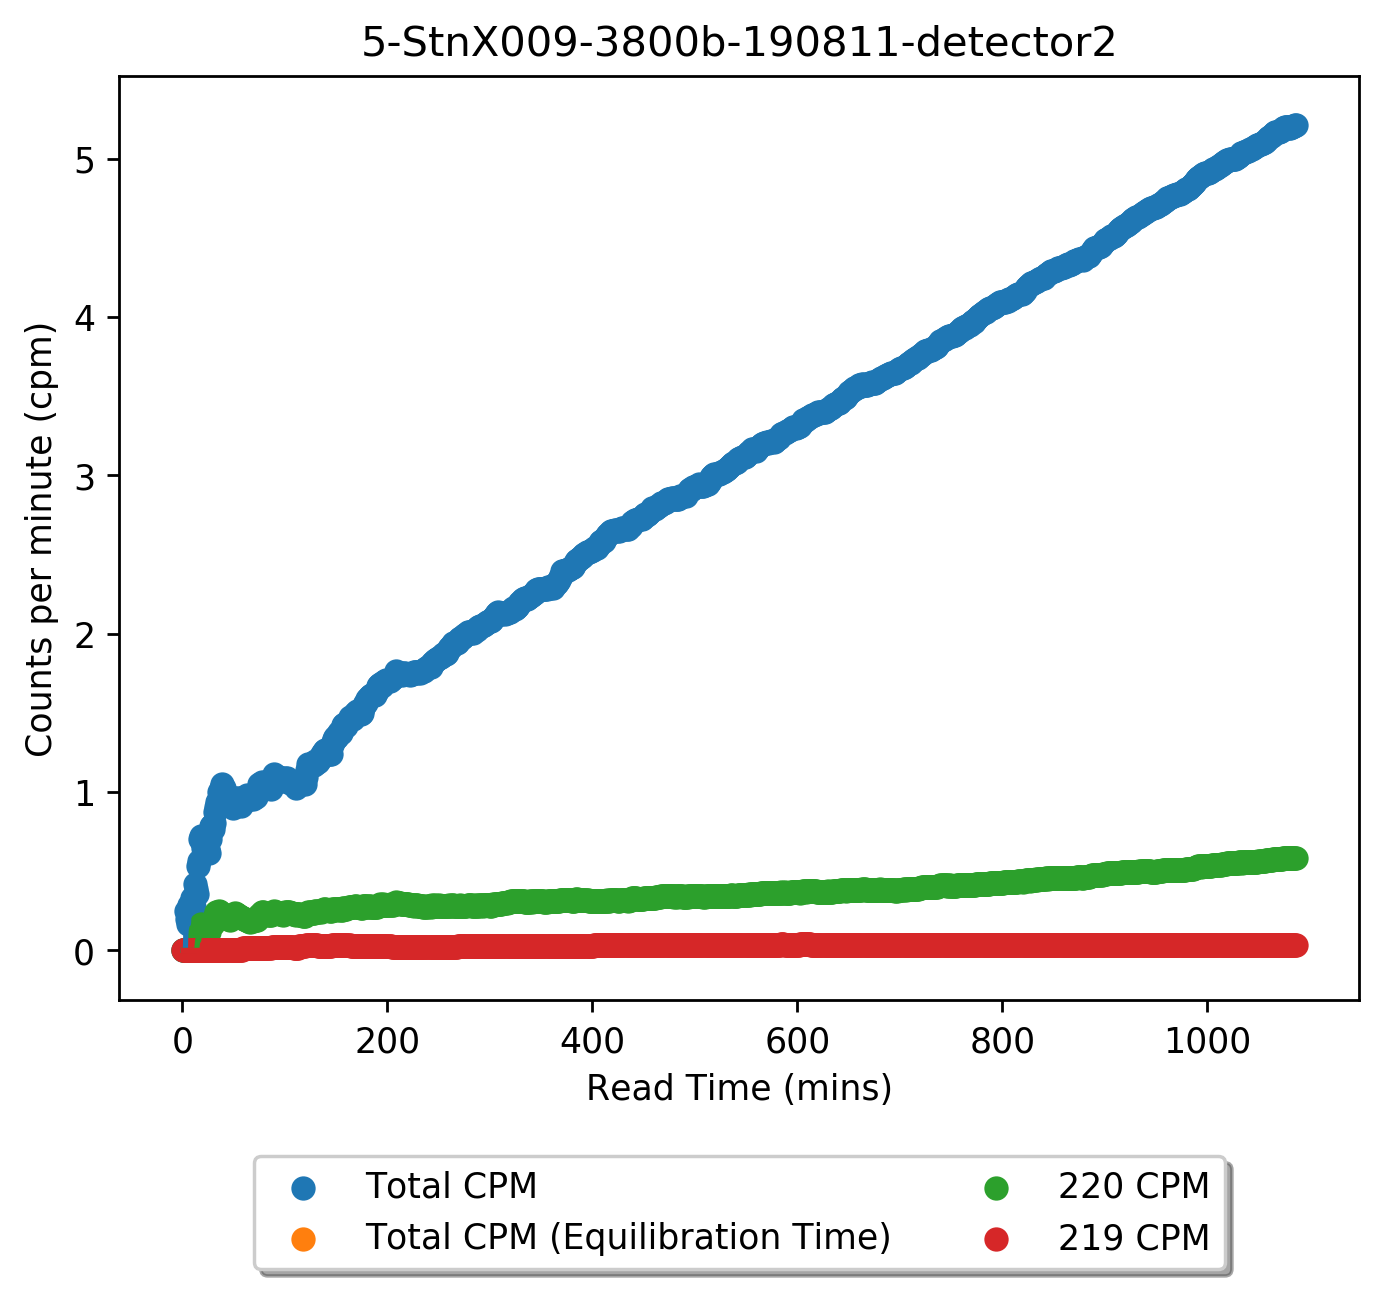 5-StnX009-3800b-190811-detector2
Counts per minute (cpm)
5
4
3
2
1
0
0 200 400 600 800 1000
Read Time (mins)
Total CPM
Total CPM (Equilibration Time)
220 CPM
219 CPM